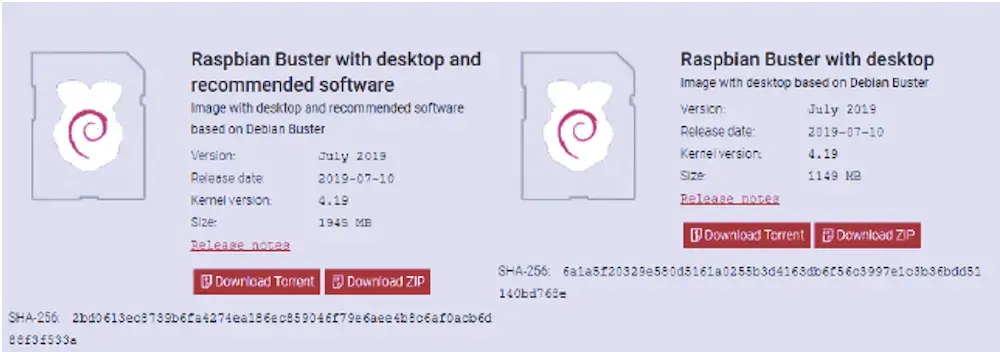 Raspbian Buster with desktop and
recommended software
Image with desktop and recommended software
based on Debian Buster
Version: July 2019
Release date: 2019-07-10
Kernel version: 4.19
Size: 1945 MB
Release notes
Download Torrent Download ZIP
SHA-256:
Raspbian Buster with desktop
Image with desktop based on Debian Buster
Version: July 2019
Release date: 2019-07-10
Kernel version: 4.19
Size: 1149 MB
Release notes
Download Torrent Download ZIP
SHA-256:
140bd768e